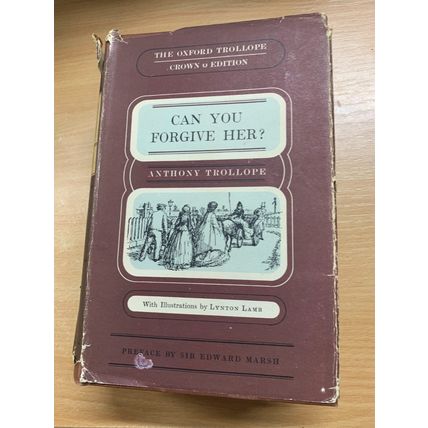 THE OXFORD TROLLOPE
CROWN 8 EDITION
CAN YOU
FORGIVE HER?
ANTHONY TROLLOPE
With Illustrations by LYNTON LAMB
PREFACE BY SIR EDWARD MARSH